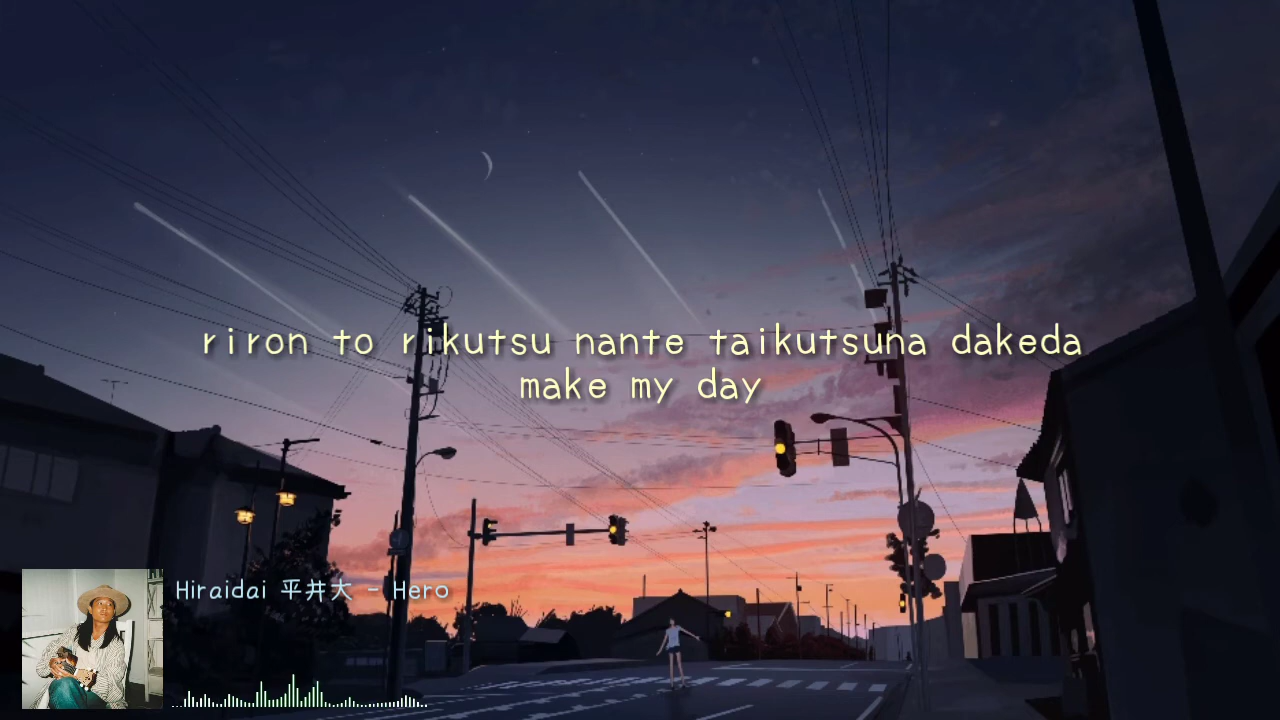 riron to rikutsu nante taikutsuna dakeda
make my day
Hiraidai 平井大 - Hero